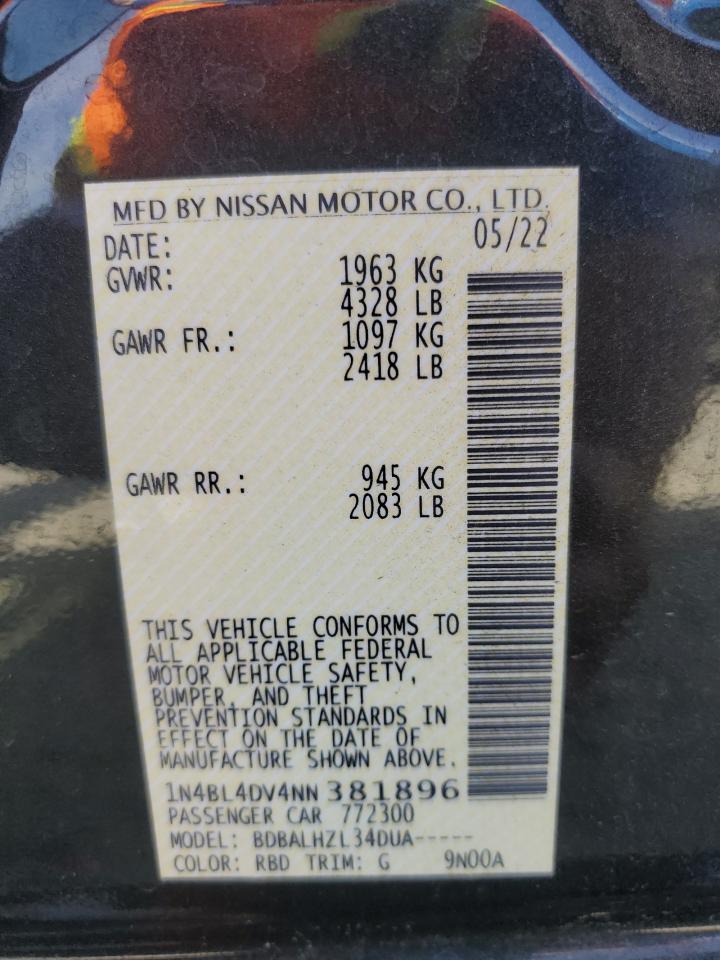 MFD BY NISSAN MOTOR CO., LTD.
DATE: 05/22
GVWR: 1963 KG
4328 LB
GAWR FR.: 1097 KG
2418 LB
GAWR RR.: 945 KG
2083 LB
THIS VEHICLE CONFORMS TO
ALL APPLICABLE FEDERAL
MOTOR VEHICLE SAFETY,
BUMPER, AND THEFT
PREVENTION STANDARDS IN
EFFECT ON THE DATE OF
MANUFACTURE SHOWN ABOVE.
1N4BL4DV4NN381896
PASSENGER CAR 772300
MODEL: BDBALHZL34DUA-----
COLOR: RBD TRIM: G 9N00A